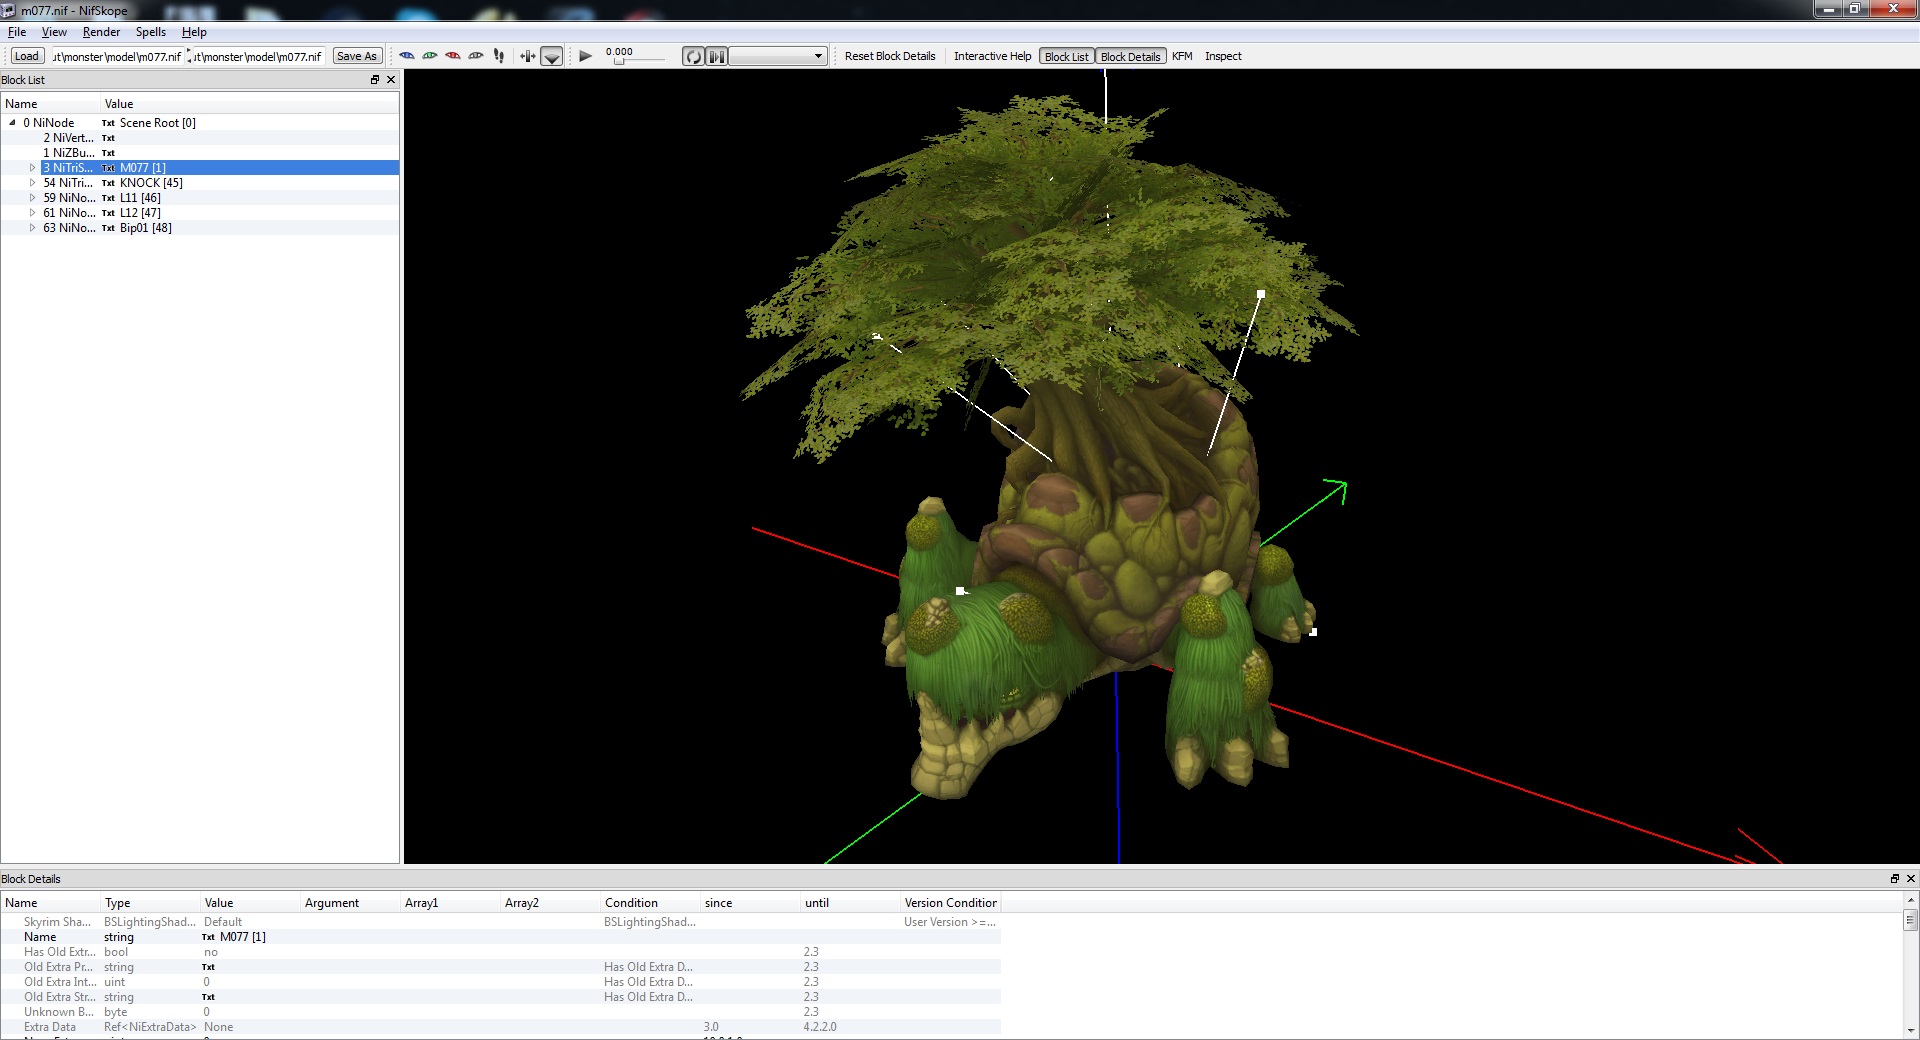 m077.nif - NifSkope
File View Render Spells Help
Load ut\monster\model\m077.nif ut\monster\model\m077.nif Save As 0.000 Reset Block Details Interactive Help Block List Block Details KFM Inspect
Block List
Name Value
0 NiNode Txt Scene Root [0]
2 NiVert... Txt
1 NiZBu... Txt
3 NiTriS... Txt M077 [1]
54 NiTri... Txt KNOCK [45]
59 NiNo... Txt L11 [46]
61 NiNo... Txt L12 [47]
63 NiNo... Txt Bip01 [48]
Block Details
Name Type Value Argument Array1 Array2 Condition since until Version Condition
Skyrim Sha... BSLightingShad... Default BSLightingShad... User Version >=...
Name string Txt M077 [1]
Has Old Extr... bool no 2.3
Old Extra Pr... string Txt Has Old Extra D... 2.3
Old Extra Int... uint 0 Has Old Extra D... 2.3
Old Extra Str... string Txt Has Old Extra D... 2.3
Unknown B... byte 0 2.3
Extra Data Ref<NiExtraData> None 3.0 4.2.2.0